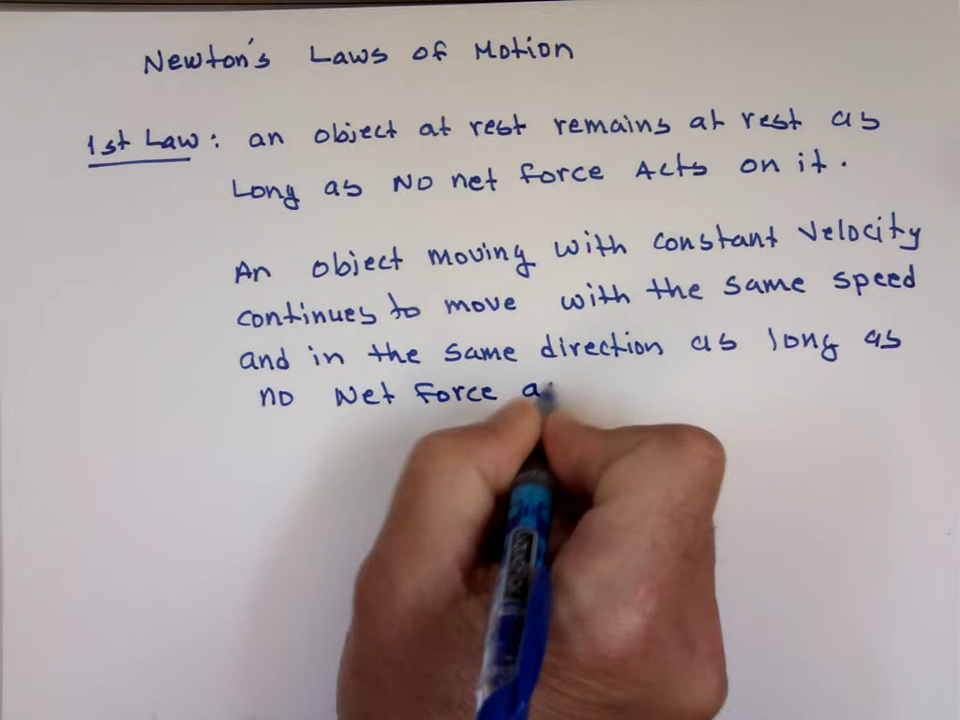 Newton's Laws of Motion
1st Law: an object at rest remains at rest as
Long as NO net force Acts on it.
An object moving with constant velocity
continues to move with the same speed
and in the same direction as long as
no Net force a